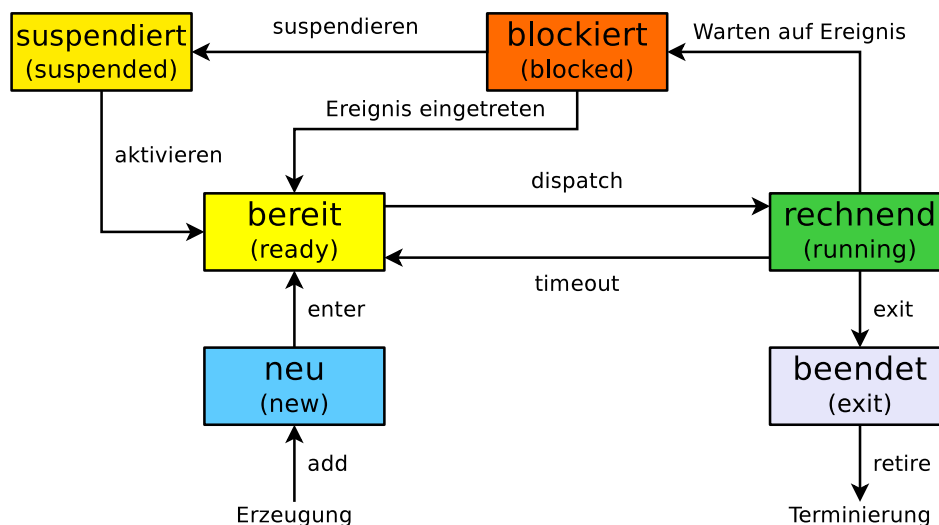 suspendiert
(suspended)
suspendieren
blockiert
(blocked)
Warten auf Ereignis
Ereignis eingetreten
aktivieren
bereit
(ready)
dispatch
rechnend
(running)
timeout
enter
exit
neu
(new)
beendet
(exit)
add
retire
Erzeugung
Terminierung